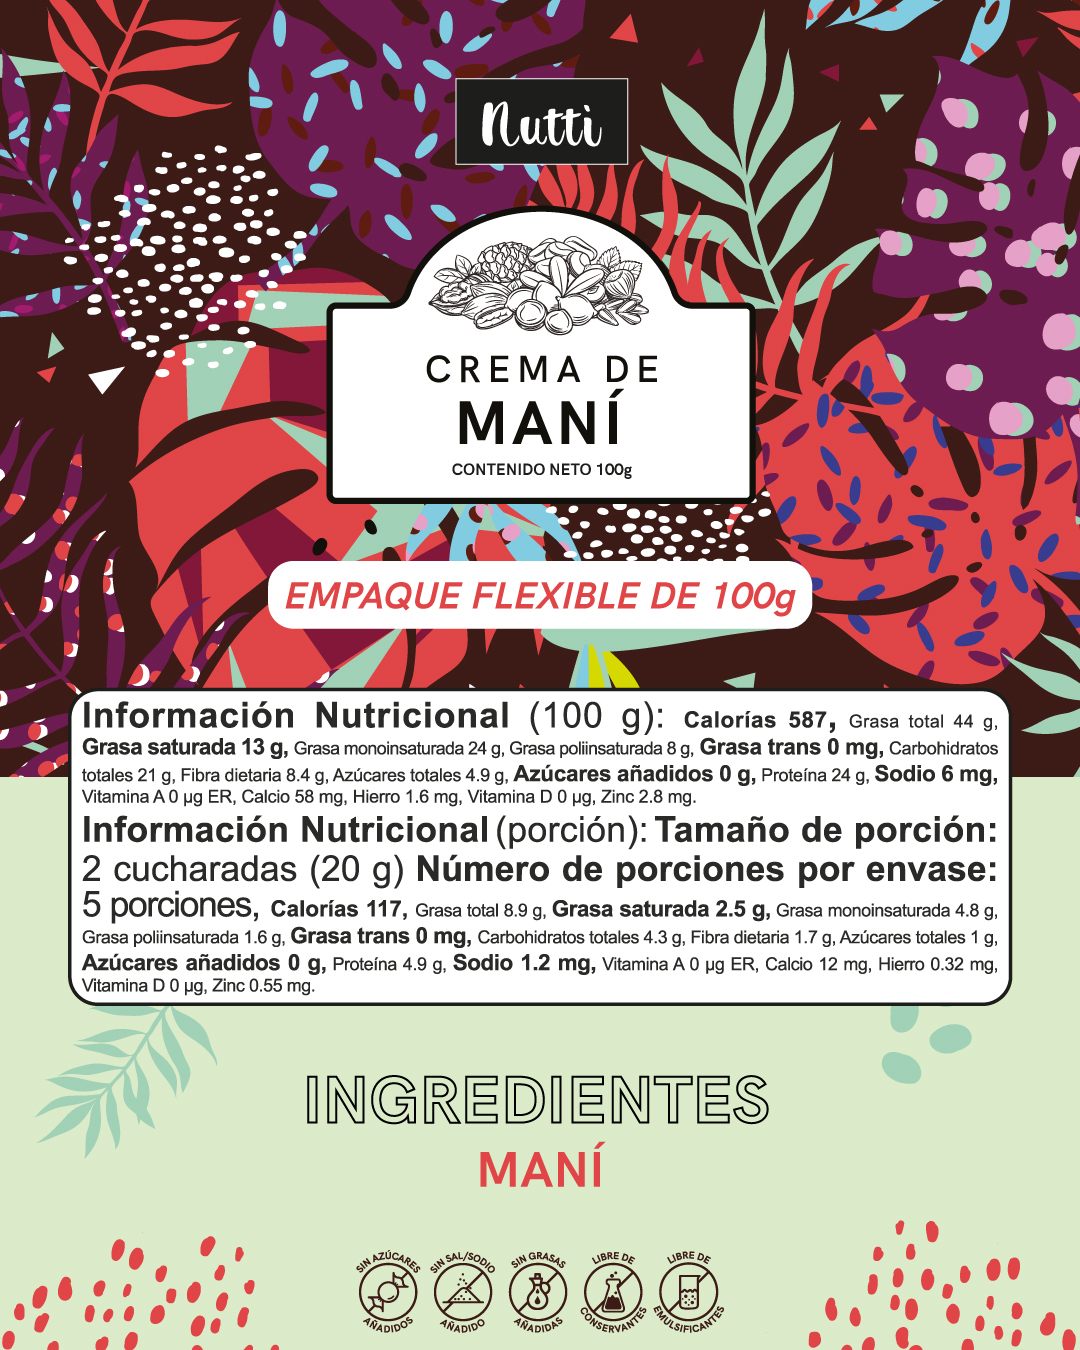 Nutti
CREMA DE
MANÍ
CONTENIDO NETO 100g
EMPAQUE FLEXIBLE DE 100g
Información Nutricional (100 g): Calorías 587, Grasa total 44 g,
Grasa saturada 13 g, Grasa monoinsaturada 24 g, Grasa poliinsaturada 8 g, Grasa trans 0 mg, Carbohidratos
totales 21 g, Fibra dietaria 8.4 g, Azúcares totales 4.9 g, Azúcares añadidos 0 g, Proteína 24 g, Sodio 6 mg,
Vitamina A 0 µg ER, Calcio 58 mg, Hierro 1.6 mg, Vitamina D 0 µg, Zinc 2.8 mg.
Información Nutricional (porción): Tamaño de porción:
2 cucharadas (20 g) Número de porciones por envase:
5 porciones, Calorías 117, Grasa total 8.9 g, Grasa saturada 2.5 g, Grasa monoinsaturada 4.8 g,
Grasa poliinsaturada 1.6 g, Grasa trans 0 mg, Carbohidratos totales 4.3 g, Fibra dietaria 1.7 g, Azúcares totales 1 g,
Azúcares añadidos 0 g, Proteína 4.9 g, Sodio 1.2 mg, Vitamina A 0 µg ER, Calcio 12 mg, Hierro 0.32 mg,
Vitamina D 0 µg, Zinc 0.55 mg.
INGREDIENTES
MANÍ
SIN AZÚCARES
AÑADIDOS
SIN SAL/SODIO
AÑADIDO
SIN GRASAS
AÑADIDAS
LIBRE DE
CONSERVANTES
LIBRE DE
EMULSIFICANTES